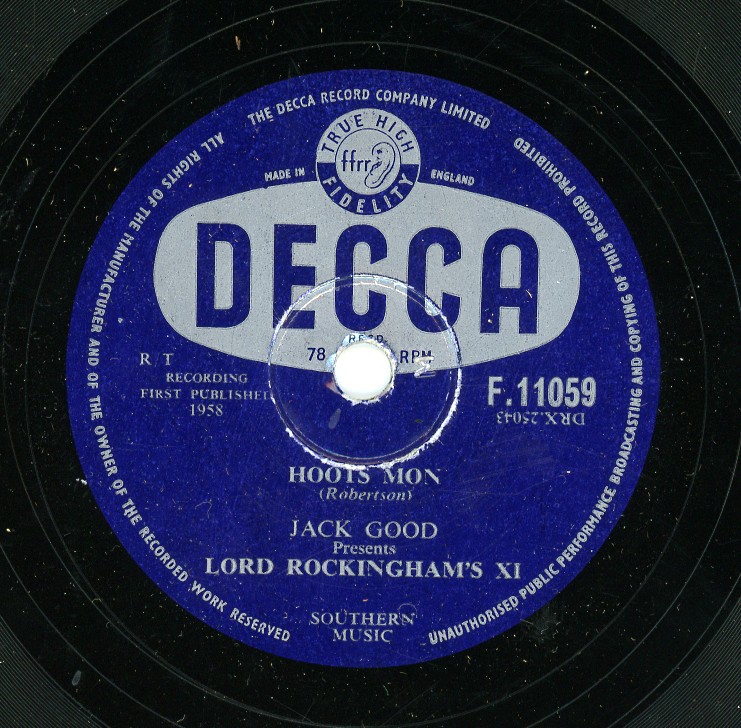 ALL RIGHTS OF THE MANUFACTURER AND OF THE OWNER OF THE RECORDED WORK RESERVED
THE DECCA RECORD COMPANY LIMITED
UNAUTHORISED PUBLIC PERFORMANCE BROADCASTING AND COPYING OF THIS RECORD PROHIBITED
TRUE HIGH
ffrr
FIDELITY
MADE IN ENGLAND
DECCA
78 RPM
R T
RECORDING
FIRST PUBLISHED
1958
F.11059
DRX.25043
HOOTS MON
(Robertson)
JACK GOOD
Presents
LORD ROCKINGHAM'S XI
SOUTHERN
MUSIC